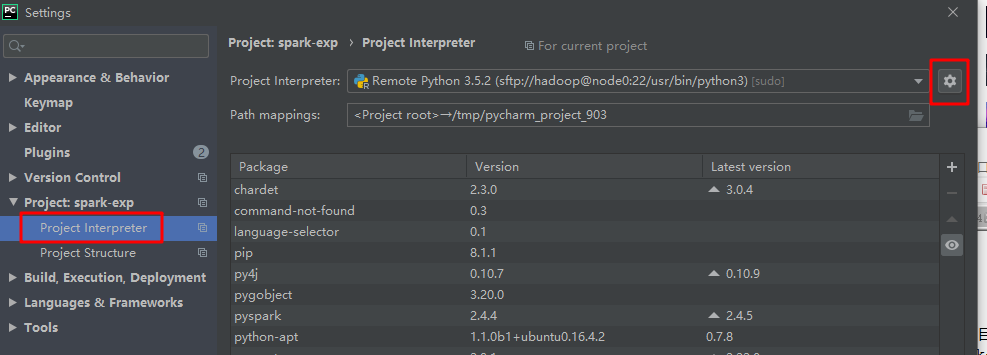 PC Settings
Project: spark-exp › Project Interpreter For current project
Appearance & Behavior
Keymap
Editor
Plugins 2
Version Control
Project: spark-exp
Project Interpreter
Project Structure
Build, Execution, Deployment
Languages & Frameworks
Tools
Project Interpreter: Remote Python 3.5.2 (sftp://hadoop@node0:22/usr/bin/python3) [sudo]
Path mappings: <Project root>→/tmp/pycharm_project_903
Package Version Latest version
chardet 2.3.0 3.0.4
command-not-found 0.3
language-selector 0.1
pip 8.1.1
py4j 0.10.7 0.10.9
pygobject 3.20.0
pyspark 2.4.4 2.4.5
python-apt 1.1.0b1+ubuntu0.16.4.2 0.7.8